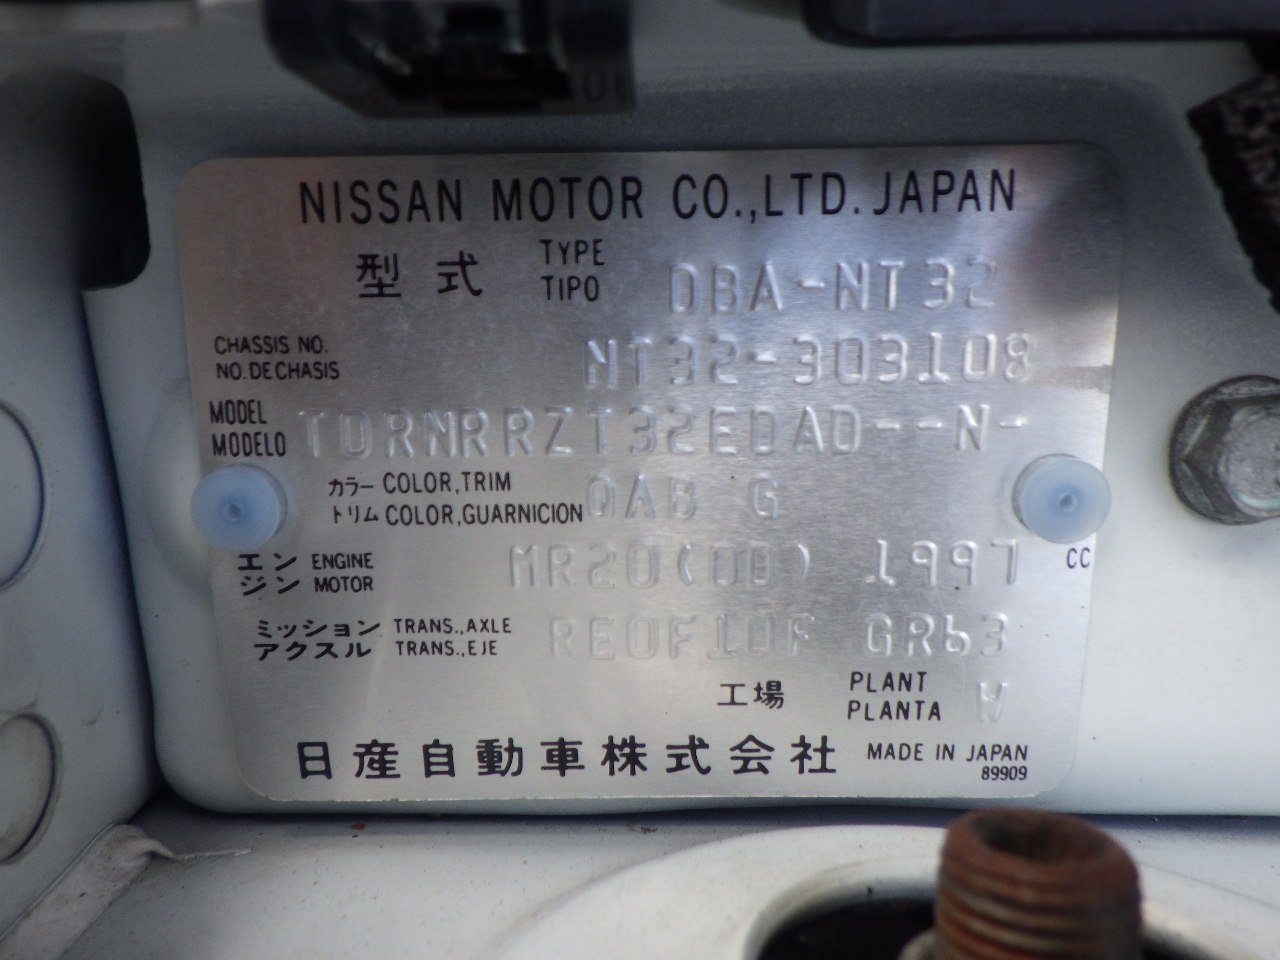 NISSAN MOTOR CO.,LTD. JAPAN
型式 TYPE TIPO DBA-NT32
CHASSIS NO. NO. DE CHASIS NT32-303108
MODEL MODELO TDRNRRZT32EDAD--N-
カラー COLOR,TRIM
トリム COLOR,GUARNICION QAB G
エンジン ENGINE MOTOR MR20(DD) 1997 CC
ミッション TRANS.,AXLE
アクスル TRANS.,EJE RE0F10F GR63
工場 PLANT PLANTA W
日産自動車株式会社 MADE IN JAPAN
89909